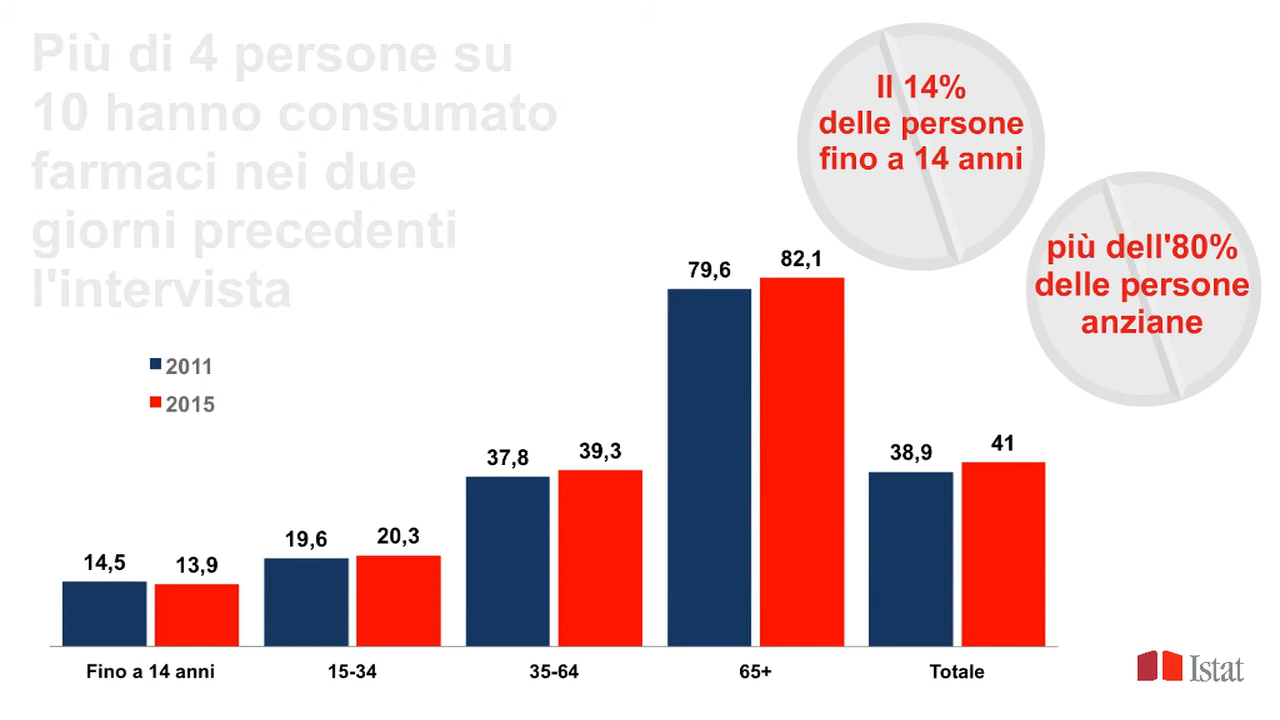 Più di 4 persone su
10 hanno consumato
farmaci nei due
giorni precedenti
l'intervista
Il 14%
delle persone
fino a 14 anni
più dell'80%
delle persone
anziane
2011
2015
14,5
13,9
19,6
20,3
37,8
39,3
79,6
82,1
38,9
41
Fino a 14 anni
15-34
35-64
65+
Totale
Istat